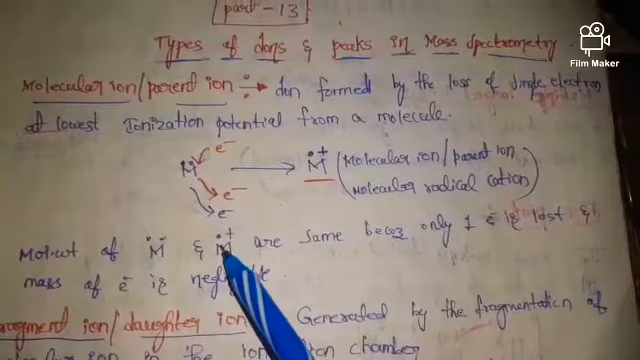 part-13
Types of Ions & peaks in Mass Spectrometry
Film Maker
Molecular ion/parent ion :→ Ion formed by the loss of single electron
at lowest Ionization potential from a molecule.
e⁻
M̈ → Ṁ⁺ (Molecular ion/parent ion
e⁻ Molecular radical cation)
e⁻
Mol.wt of M̈ & Ṁ⁺ are same becoz only 1 e⁻ is lost &
mass of e⁻ is negligible
ragment ion/daughter ion Generated by the fragmentation of
ion in the chamber